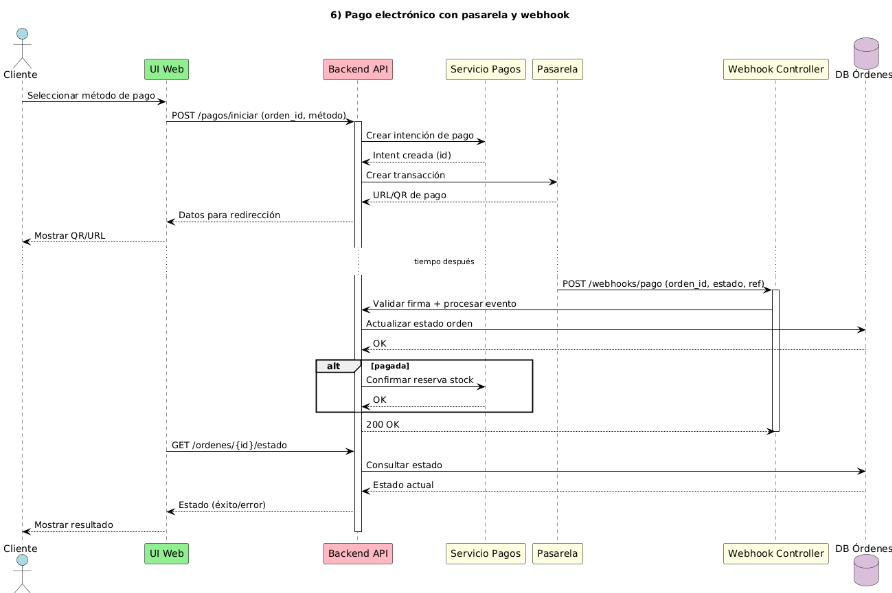 6) Pago electrónico con pasarela y webhook
Cliente
UI Web
Backend API
Servicio Pagos
Pasarela
Webhook Controller
DB Órdenes
Seleccionar método de pago
POST /pagos/iniciar (orden_id, método)
Crear intención de pago
Intent creada (id)
Crear transacción
URL/QR de pago
Datos para redirección
Mostrar QR/URL
tiempo después
POST /webhooks/pago (orden_id, estado, ref)
Validar firma + procesar evento
Actualizar estado orden
OK
alt [pagada]
Confirmar reserva stock
OK
200 OK
GET /ordenes/{id}/estado
Consultar estado
Estado actual
Estado (éxito/error)
Mostrar resultado
Cliente
UI Web
Backend API
Servicio Pagos
Pasarela
Webhook Controller
DB Órdenes